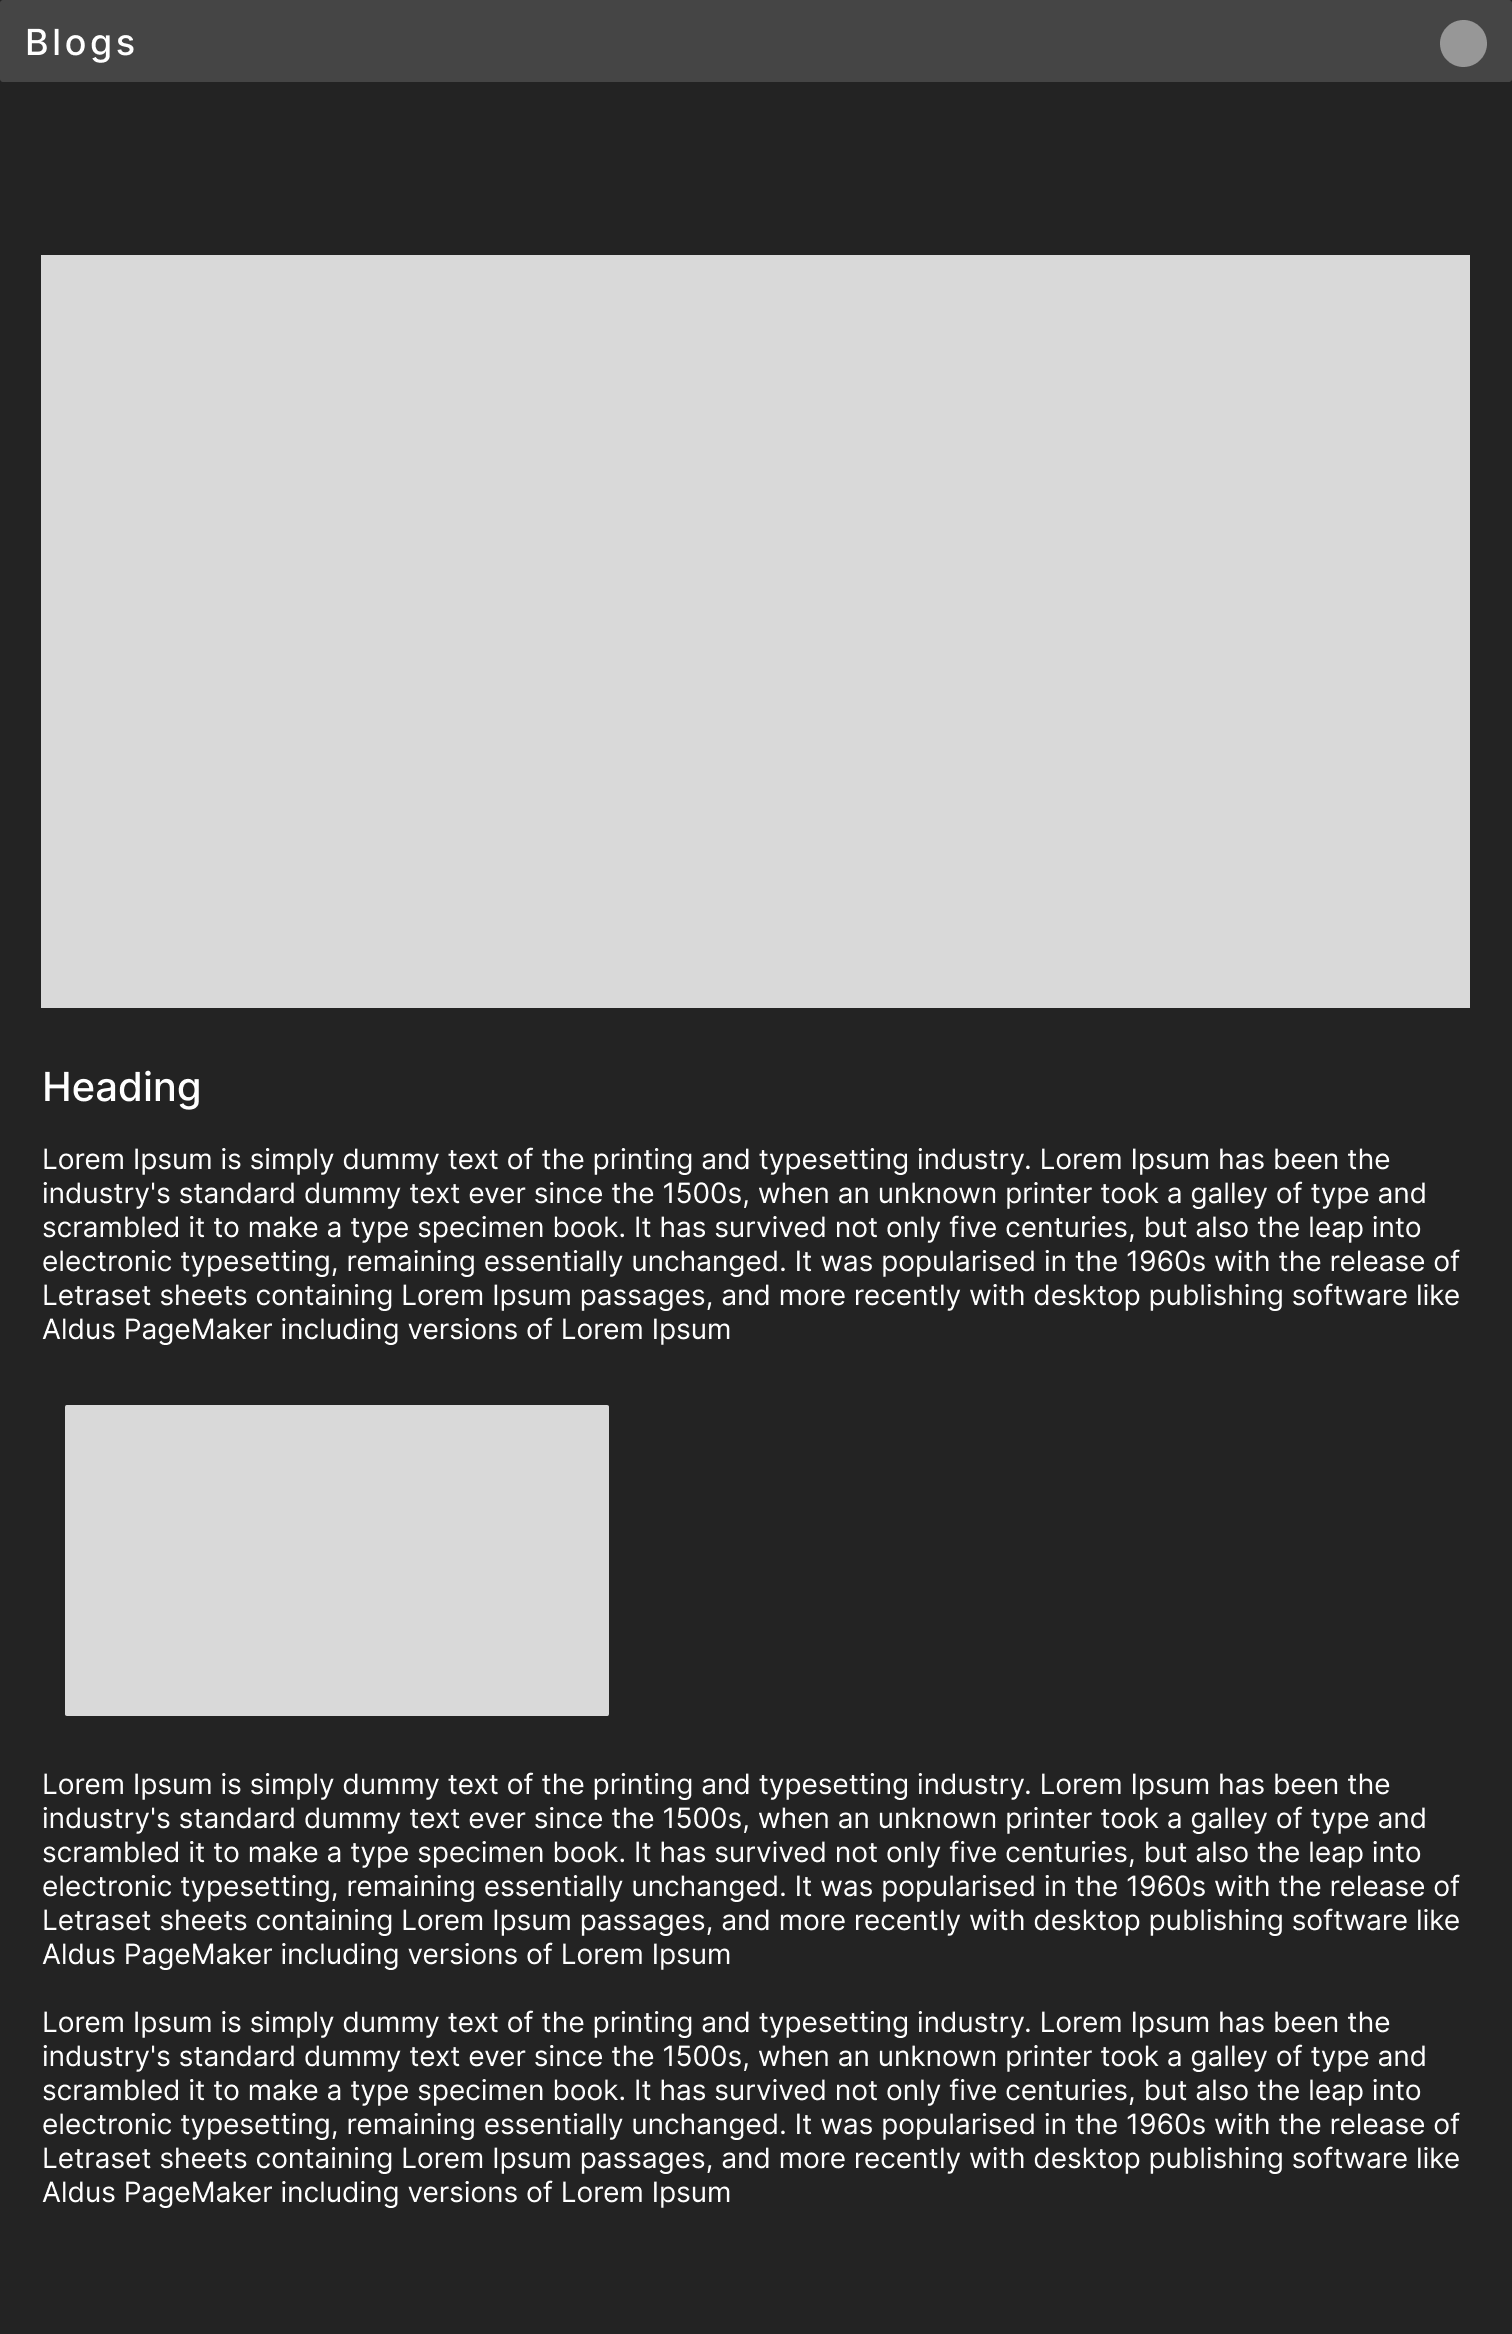 Blogs
Heading
Lorem Ipsum is simply dummy text of the printing and typesetting industry. Lorem Ipsum has been the
industry's standard dummy text ever since the 1500s, when an unknown printer took a galley of type and
scrambled it to make a type specimen book. It has survived not only five centuries, but also the leap into
electronic typesetting, remaining essentially unchanged. It was popularised in the 1960s with the release of
Letraset sheets containing Lorem Ipsum passages, and more recently with desktop publishing software like
Aldus PageMaker including versions of Lorem Ipsum
Lorem Ipsum is simply dummy text of the printing and typesetting industry. Lorem Ipsum has been the
industry's standard dummy text ever since the 1500s, when an unknown printer took a galley of type and
scrambled it to make a type specimen book. It has survived not only five centuries, but also the leap into
electronic typesetting, remaining essentially unchanged. It was popularised in the 1960s with the release of
Letraset sheets containing Lorem Ipsum passages, and more recently with desktop publishing software like
Aldus PageMaker including versions of Lorem Ipsum
Lorem Ipsum is simply dummy text of the printing and typesetting industry. Lorem Ipsum has been the
industry's standard dummy text ever since the 1500s, when an unknown printer took a galley of type and
scrambled it to make a type specimen book. It has survived not only five centuries, but also the leap into
electronic typesetting, remaining essentially unchanged. It was popularised in the 1960s with the release of
Letraset sheets containing Lorem Ipsum passages, and more recently with desktop publishing software like
Aldus PageMaker including versions of Lorem Ipsum